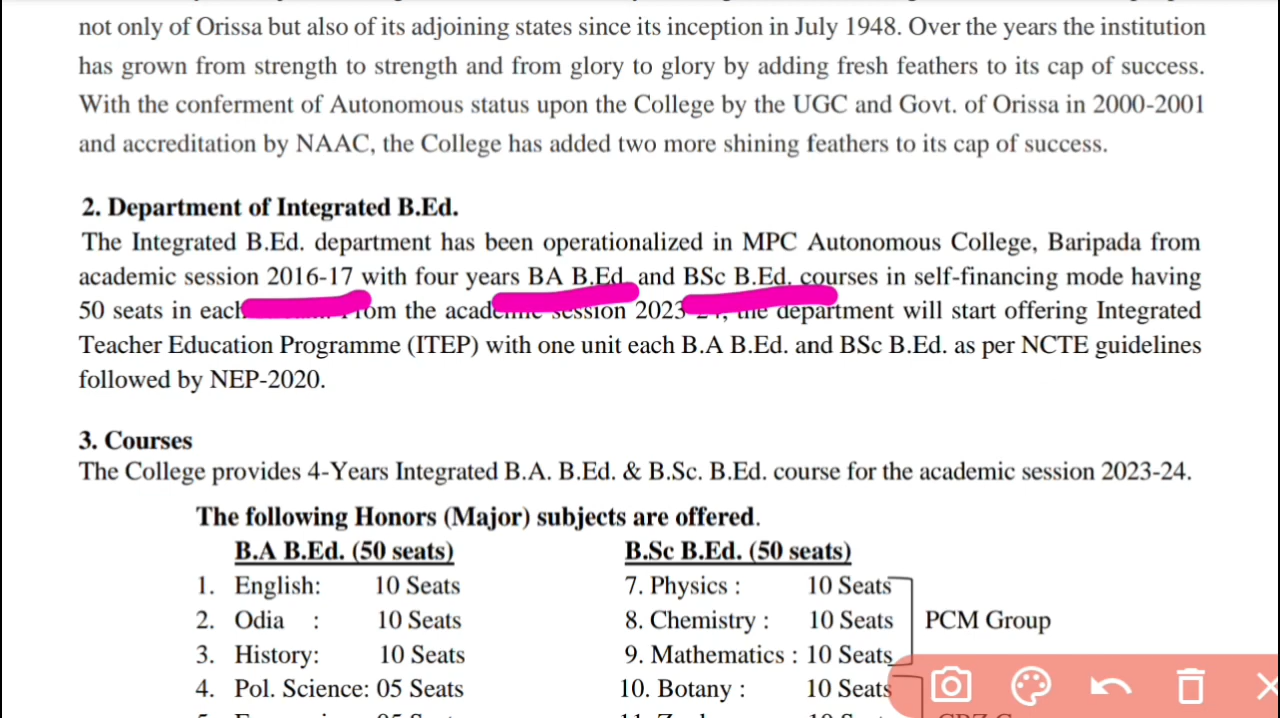 not only of Orissa but also of its adjoining states since its inception in July 1948. Over the years the institution
has grown from strength to strength and from glory to glory by adding fresh feathers to its cap of success.
With the conferment of Autonomous status upon the College by the UGC and Govt. of Orissa in 2000-2001
and accreditation by NAAC, the College has added two more shining feathers to its cap of success.
2. Department of Integrated B.Ed.
The Integrated B.Ed. department has been operationalized in MPC Autonomous College, Baripada from
academic session 2016-17 with four years BA B.Ed and BSc B.Ed. courses in self-financing mode having
50 seats in each the academic session 2023 the department will start offering Integrated
Teacher Education Programme (ITEP) with one unit each B.A B.Ed. and BSc B.Ed. as per NCTE guidelines
followed by NEP-2020.
3. Courses
The College provides 4-Years Integrated B.A. B.Ed. & B.Sc. B.Ed. course for the academic session 2023-24.
The following Honors (Major) subjects are offered.
B.A B.Ed. (50 seats) B.Sc B.Ed. (50 seats)
1. English: 10 Seats 7. Physics : 10 Seats
2. Odia : 10 Seats 8. Chemistry : 10 Seats PCM Group
3. History: 10 Seats 9. Mathematics : 10 Seats
4. Pol. Science: 05 Seats 10. Botany : 10 Seats